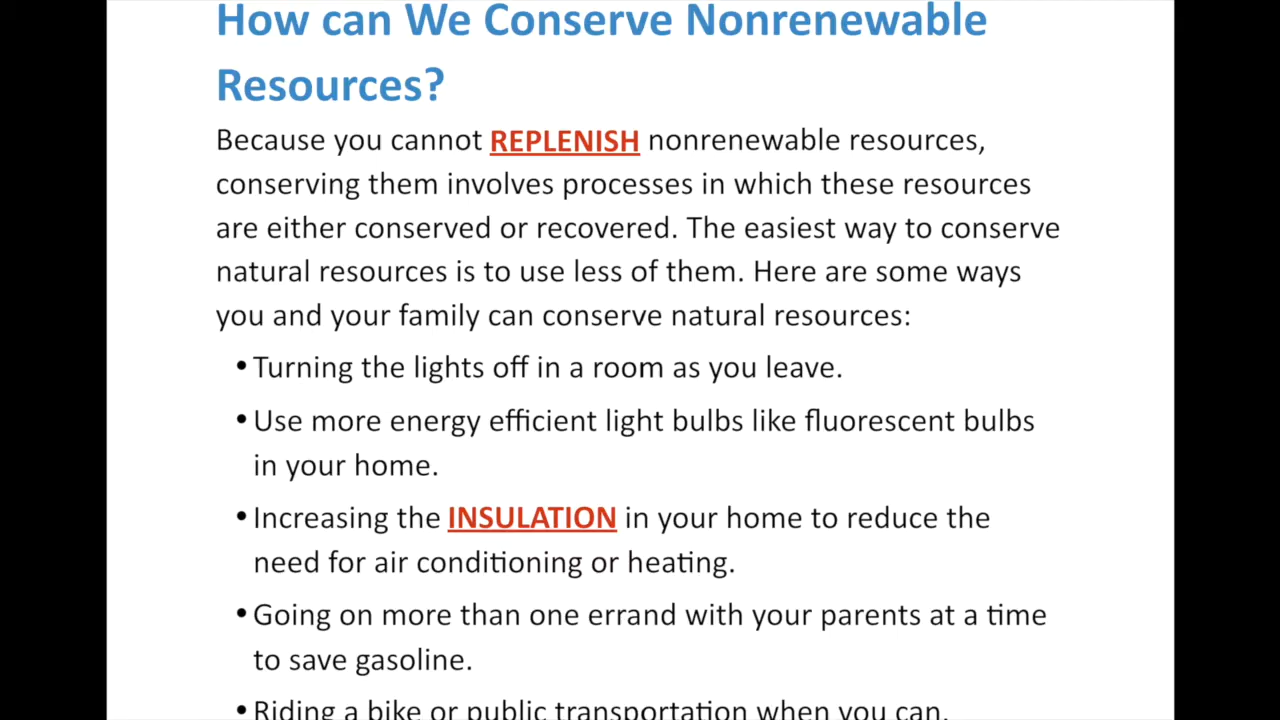 How can We Conserve Nonrenewable
Resources?
Because you cannot REPLENISH nonrenewable resources,
conserving them involves processes in which these resources
are either conserved or recovered. The easiest way to conserve
natural resources is to use less of them. Here are some ways
you and your family can conserve natural resources:
• Turning the lights off in a room as you leave.
• Use more energy efficient light bulbs like fluorescent bulbs
in your home.
• Increasing the INSULATION in your home to reduce the
need for air conditioning or heating.
• Going on more than one errand with your parents at a time
to save gasoline.
• Riding a bike or public transportation when you can.